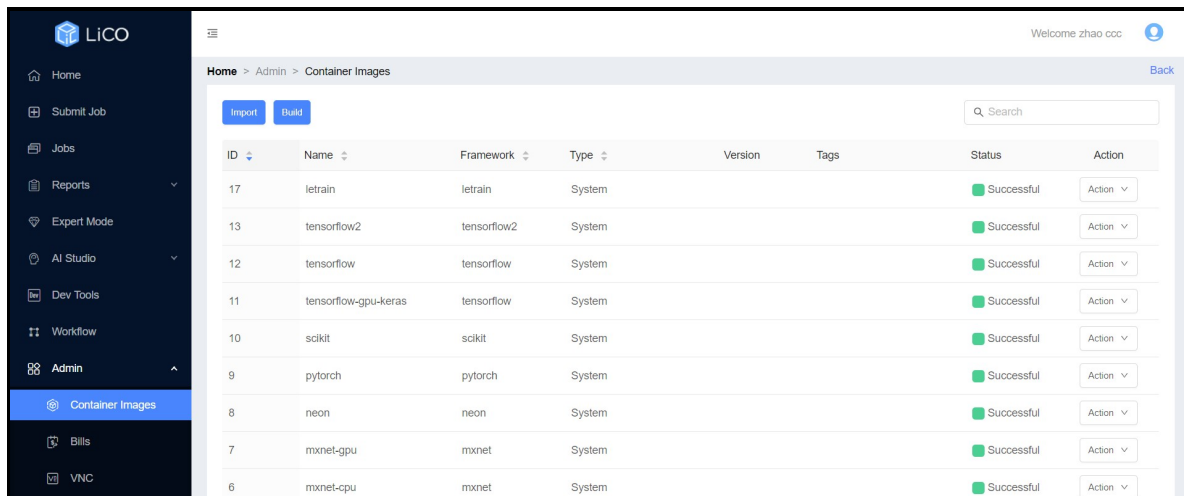 LiCO
Welcome zhao ccc
Home
Home > Admin > Container Images
Back
Submit Job
Import
Build
Search
Jobs
ID
Name
Framework
Type
Version
Tags
Status
Action
Reports
17 letrain letrain System Successful Action
Expert Mode
13 tensorflow2 tensorflow2 System Successful Action
AI Studio
12 tensorflow tensorflow System Successful Action
Dev Tools
11 tensorflow-gpu-keras tensorflow System Successful Action
Workflow
10 scikit scikit System Successful Action
Admin
9 pytorch pytorch System Successful Action
Container Images
8 neon neon System Successful Action
Bills
7 mxnet-gpu mxnet System Successful Action
VNC
6 mxnet-cpu mxnet System Successful Action